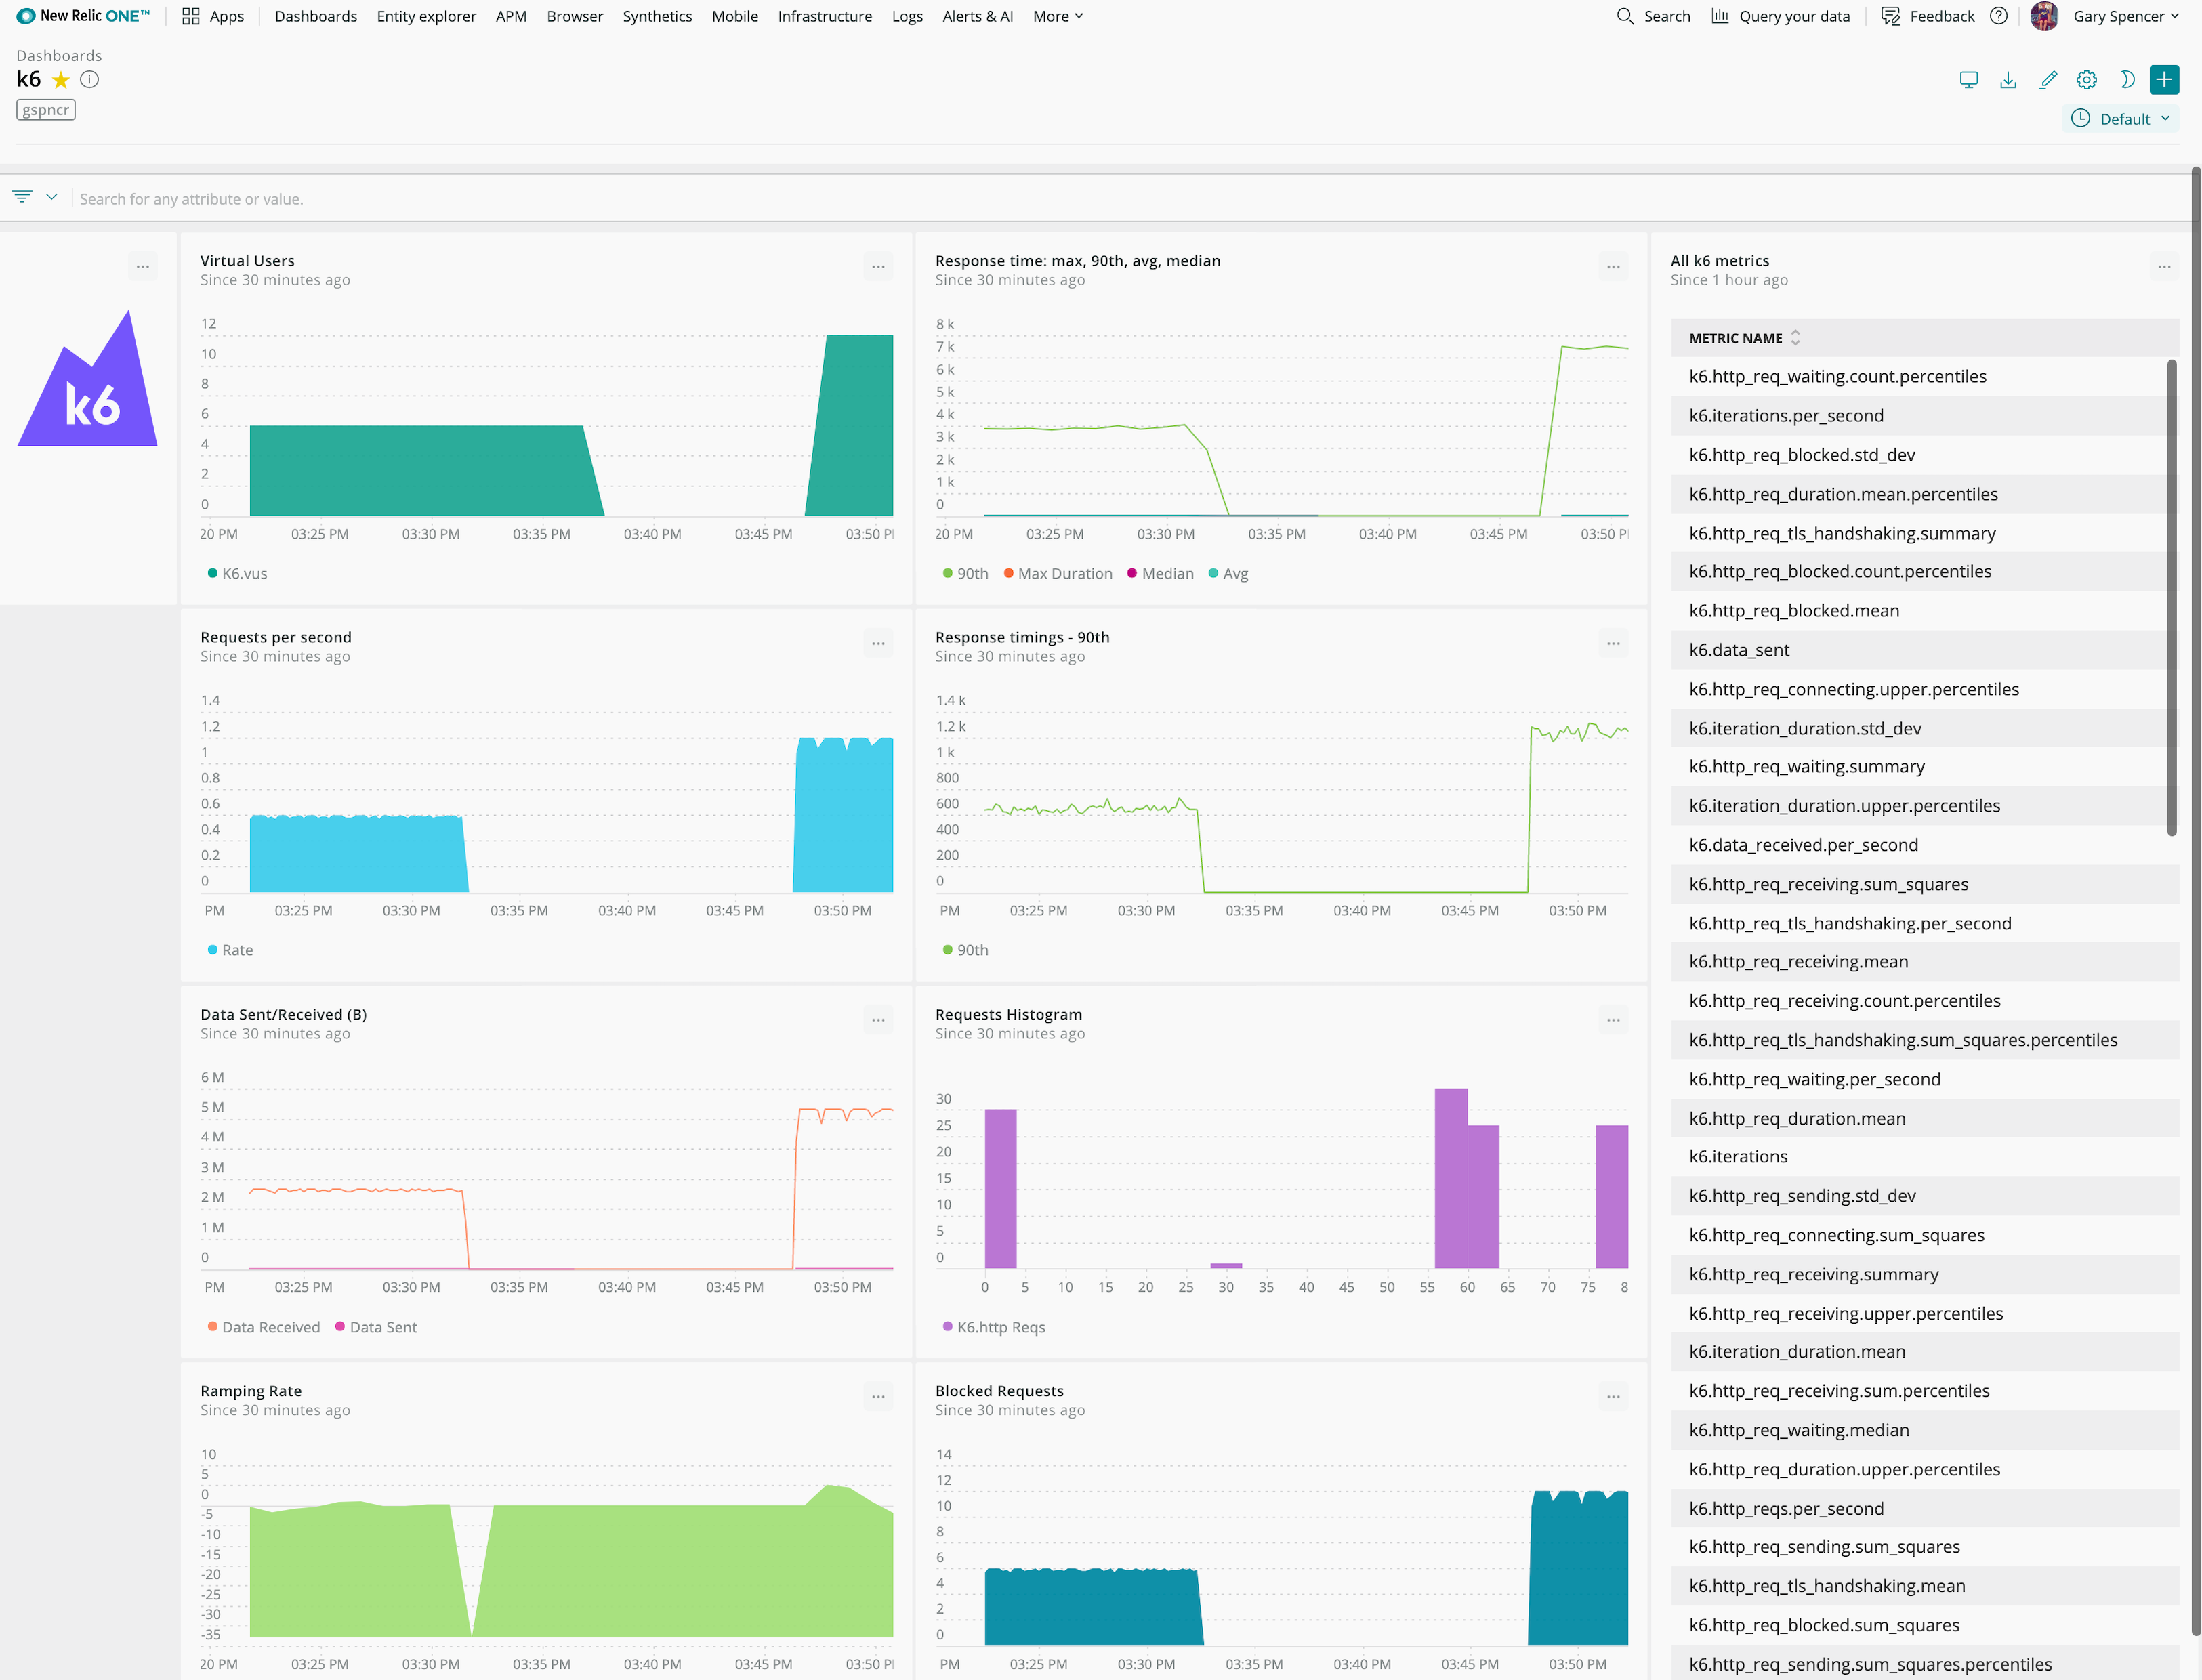 New Relic ONE™ Apps Dashboards Entity explorer APM Browser Synthetics Mobile Infrastructure Logs Alerts & AI More Search Query your data Feedback ? Gary Spencer
Dashboards
k6
gspncr
Default
Search for any attribute or value.
k6
Virtual Users
Since 30 minutes ago
12
10
8
6
4
2
0
20 PM 03:25 PM 03:30 PM 03:35 PM 03:40 PM 03:45 PM 03:50 P
K6.vus
Response time: max, 90th, avg, median
Since 30 minutes ago
8 k
7 k
6 k
5 k
4 k
3 k
2 k
1 k
0
20 PM 03:25 PM 03:30 PM 03:35 PM 03:40 PM 03:45 PM 03:50 P
90th Max Duration Median Avg
Requests per second
Since 30 minutes ago
1.4
1.2
1
0.8
0.6
0.4
0.2
0
PM 03:25 PM 03:30 PM 03:35 PM 03:40 PM 03:45 PM 03:50 PM
Rate
Response timings - 90th
Since 30 minutes ago
1.4 k
1.2 k
1 k
800
600
400
200
0
PM 03:25 PM 03:30 PM 03:35 PM 03:40 PM 03:45 PM 03:50 PM
90th
Data Sent/Received (B)
Since 30 minutes ago
6 M
5 M
4 M
3 M
2 M
1 M
0
PM 03:25 PM 03:30 PM 03:35 PM 03:40 PM 03:45 PM 03:50 PM
Data Received Data Sent
Requests Histogram
Since 30 minutes ago
30
25
20
15
10
5
0
0 5 10 15 20 25 30 35 40 45 50 55 60 65 70 75 8
K6.http Reqs
Ramping Rate
Since 30 minutes ago
10
5
0
-5
-10
-15
-20
-25
-30
-35
20 PM 03:25 PM 03:30 PM 03:35 PM 03:40 PM 03:45 PM 03:50 P
Blocked Requests
Since 30 minutes ago
14
12
10
8
6
4
2
0
PM 03:25 PM 03:30 PM 03:35 PM 03:40 PM 03:45 PM 03:50 PM
All k6 metrics
Since 1 hour ago
METRIC NAME
k6.http_req_waiting.count.percentiles
k6.iterations.per_second
k6.http_req_blocked.std_dev
k6.http_req_duration.mean.percentiles
k6.http_req_tls_handshaking.summary
k6.http_req_blocked.count.percentiles
k6.http_req_blocked.mean
k6.data_sent
k6.http_req_connecting.upper.percentiles
k6.iteration_duration.std_dev
k6.http_req_waiting.summary
k6.iteration_duration.upper.percentiles
k6.data_received.per_second
k6.http_req_receiving.sum_squares
k6.http_req_tls_handshaking.per_second
k6.http_req_receiving.mean
k6.http_req_receiving.count.percentiles
k6.http_req_tls_handshaking.sum_squares.percentiles
k6.http_req_waiting.per_second
k6.http_req_duration.mean
k6.iterations
k6.http_req_sending.std_dev
k6.http_req_connecting.sum_squares
k6.http_req_receiving.summary
k6.http_req_receiving.upper.percentiles
k6.iteration_duration.mean
k6.http_req_receiving.sum.percentiles
k6.http_req_waiting.median
k6.http_req_duration.upper.percentiles
k6.http_reqs.per_second
k6.http_req_sending.sum_squares
k6.http_req_tls_handshaking.mean
k6.http_req_blocked.sum_squares
k6.http_req_sending.sum_squares.percentiles